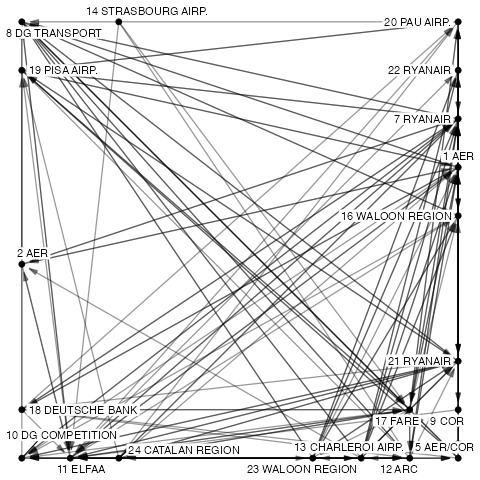 14 STRASBOURG AIRP.
20 PAU AIRP.
8 DG TRANSPORT
19 PISA AIRP.
22 RYANAIR
7 RYANAIR
1 AER
16 WALOON REGION
2 AER
21 RYANAIR
18 DEUTSCHE BANK
17 FARE
9 COR
10 DG COMPETITION
24 CATALAN REGION
13 CHARLEROI AIRP.
5 AER/COR
11 ELFAA
23 WALOON REGION
12 ARC